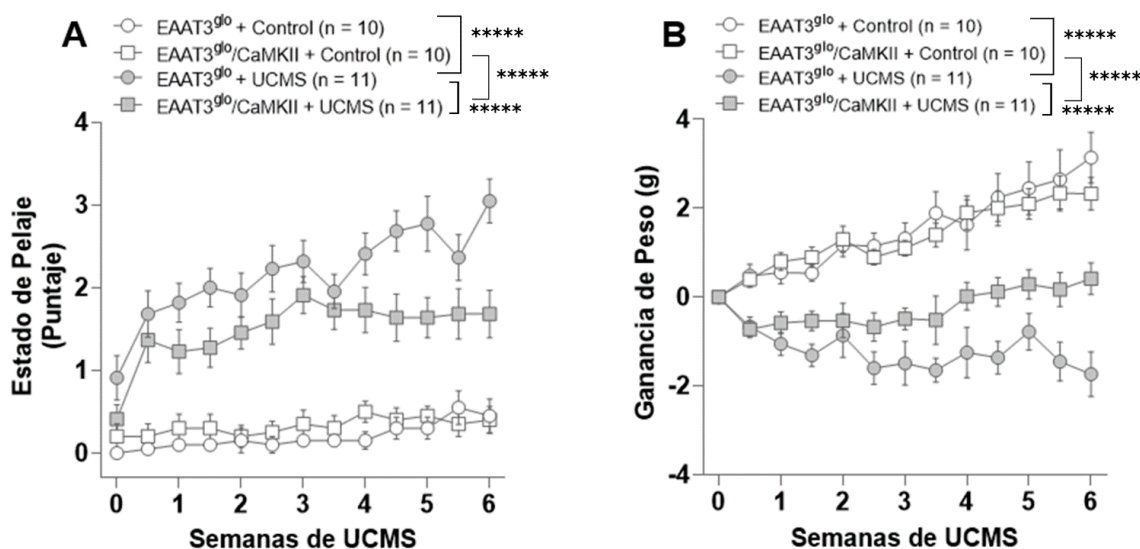 A
EAAT3glo + Control (n = 10)
EAAT3glo/CaMKII + Control (n = 10)
EAAT3glo + UCMS (n = 11)
EAAT3glo/CaMKII + UCMS (n = 11)
*****
*****
*****
Estado de Pelaje
(Puntaje)
4
3
2
1
0
0 1 2 3 4 5 6
Semanas de UCMS
B
EAAT3glo + Control (n = 10)
EAAT3glo/CaMKII + Control (n = 10)
EAAT3glo + UCMS (n = 11)
EAAT3glo/CaMKII + UCMS (n = 11)
*****
*****
*****
Ganancia de Peso (g)
4
2
0
-2
-4
0 1 2 3 4 5 6
Semanas de UCMS